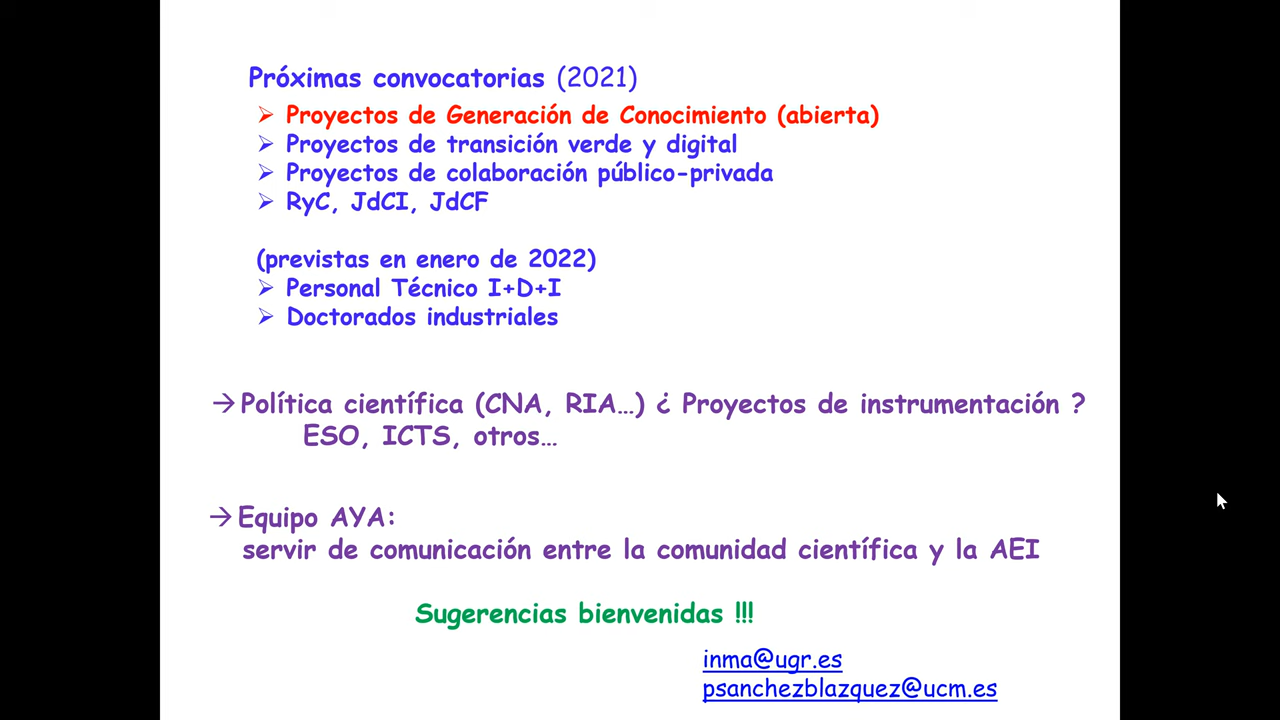 Próximas convocatorias (2021)
➢ Proyectos de Generación de Conocimiento (abierta)
➢ Proyectos de transición verde y digital
➢ Proyectos de colaboración público-privada
➢ RyC, JdCI, JdCF
(previstas en enero de 2022)
➢ Personal Técnico I+D+I
➢ Doctorados industriales
→ Política científica (CNA, RIA…) ¿ Proyectos de instrumentación ?
ESO, ICTS, otros…
→ Equipo AYA:
servir de comunicación entre la comunidad científica y la AEI
Sugerencias bienvenidas !!!
inma@ugr.es
psanchezblazquez@ucm.es